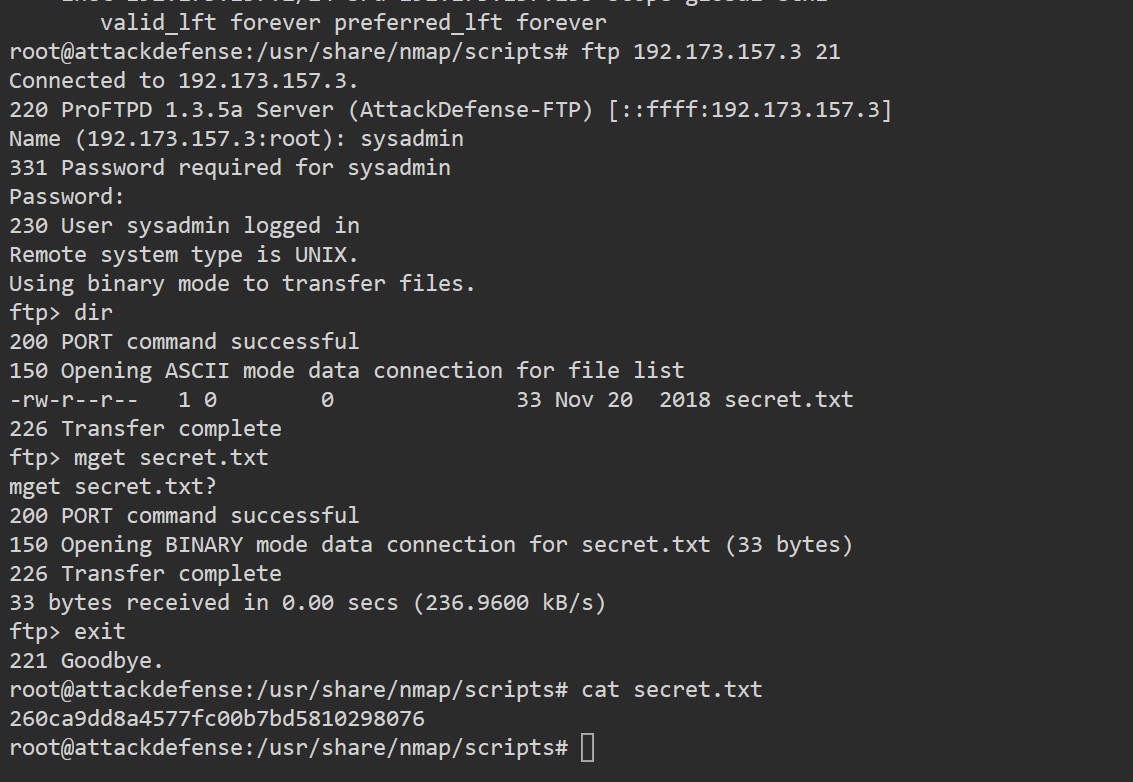 valid_lft forever preferred_lft forever
root@attackdefense:/usr/share/nmap/scripts# ftp 192.173.157.3 21
Connected to 192.173.157.3.
220 ProFTPD 1.3.5a Server (AttackDefense-FTP) [::ffff:192.173.157.3]
Name (192.173.157.3:root): sysadmin
331 Password required for sysadmin
Password:
230 User sysadmin logged in
Remote system type is UNIX.
Using binary mode to transfer files.
ftp> dir
200 PORT command successful
150 Opening ASCII mode data connection for file list
-rw-r--r--   1 0        0              33 Nov 20  2018 secret.txt
226 Transfer complete
ftp> mget secret.txt
mget secret.txt?
200 PORT command successful
150 Opening BINARY mode data connection for secret.txt (33 bytes)
226 Transfer complete
33 bytes received in 0.00 secs (236.9600 kB/s)
ftp> exit
221 Goodbye.
root@attackdefense:/usr/share/nmap/scripts# cat secret.txt
260ca9dd8a4577fc00b7bd5810298076
root@attackdefense:/usr/share/nmap/scripts#